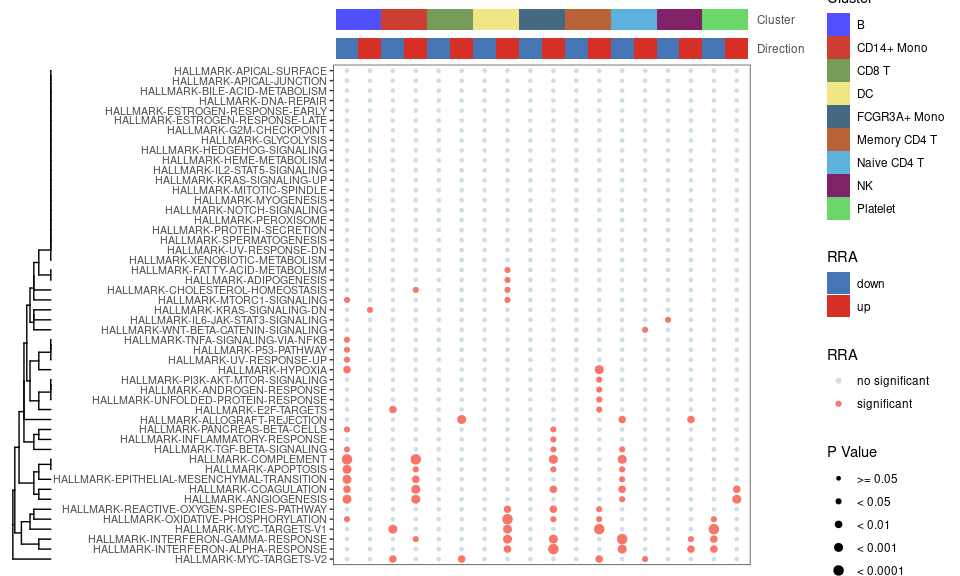 Cluster
Direction
HALLMARK-APICAL-SURFACE
HALLMARK-APICAL-JUNCTION
HALLMARK-BILE-ACID-METABOLISM
HALLMARK-DNA-REPAIR
HALLMARK-ESTROGEN-RESPONSE-EARLY
HALLMARK-ESTROGEN-RESPONSE-LATE
HALLMARK-G2M-CHECKPOINT
HALLMARK-GLYCOLYSIS
HALLMARK-HEDGEHOG-SIGNALING
HALLMARK-HEME-METABOLISM
HALLMARK-IL2-STAT5-SIGNALING
HALLMARK-KRAS-SIGNALING-UP
HALLMARK-MITOTIC-SPINDLE
HALLMARK-MYOGENESIS
HALLMARK-NOTCH-SIGNALING
HALLMARK-PEROXISOME
HALLMARK-PROTEIN-SECRETION
HALLMARK-SPERMATOGENESIS
HALLMARK-UV-RESPONSE-DN
HALLMARK-XENOBIOTIC-METABOLISM
HALLMARK-FATTY-ACID-METABOLISM
HALLMARK-ADIPOGENESIS
HALLMARK-CHOLESTEROL-HOMEOSTASIS
HALLMARK-MTORC1-SIGNALING
HALLMARK-KRAS-SIGNALING-DN
HALLMARK-IL6-JAK-STAT3-SIGNALING
HALLMARK-WNT-BETA-CATENIN-SIGNALING
HALLMARK-TNFA-SIGNALING-VIA-NFKB
HALLMARK-P53-PATHWAY
HALLMARK-UV-RESPONSE-UP
HALLMARK-HYPOXIA
HALLMARK-PI3K-AKT-MTOR-SIGNALING
HALLMARK-ANDROGEN-RESPONSE
HALLMARK-UNFOLDED-PROTEIN-RESPONSE
HALLMARK-E2F-TARGETS
HALLMARK-ALLOGRAFT-REJECTION
HALLMARK-PANCREAS-BETA-CELLS
HALLMARK-INFLAMMATORY-RESPONSE
HALLMARK-TGF-BETA-SIGNALING
HALLMARK-COMPLEMENT
HALLMARK-APOPTOSIS
HALLMARK-EPITHELIAL-MESENCHYMAL-TRANSITION
HALLMARK-COAGULATION
HALLMARK-ANGIOGENESIS
HALLMARK-REACTIVE-OXYGEN-SPECIES-PATHWAY
HALLMARK-OXIDATIVE-PHOSPHORYLATION
HALLMARK-MYC-TARGETS-V1
HALLMARK-INTERFERON-GAMMA-RESPONSE
HALLMARK-INTERFERON-ALPHA-RESPONSE
HALLMARK-MYC-TARGETS-V2
Cluster
B
CD14+ Mono
CD8 T
DC
FCGR3A+ Mono
Memory CD4 T
Naive CD4 T
NK
Platelet
RRA
down
up
RRA
no significant
significant
P Value
>= 0.05
< 0.05
< 0.01
< 0.001
< 0.0001